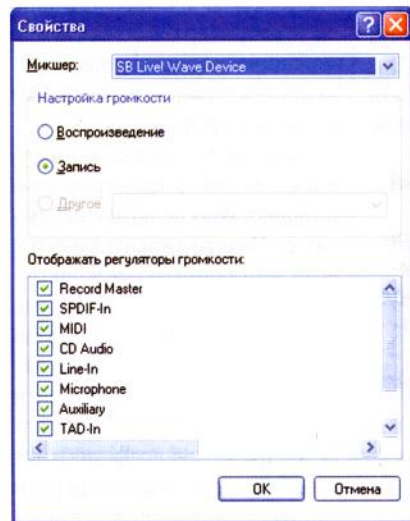 Свойства
Микшер: SB Live! Wave Device
Настройка громкости
Воспроизведение
Запись
Другое
Отображать регуляторы громкости:
Record Master
SPDIF-In
MIDI
CD Audio
Line-In
Microphone
Auxiliary
TAD-In
OK Отмена